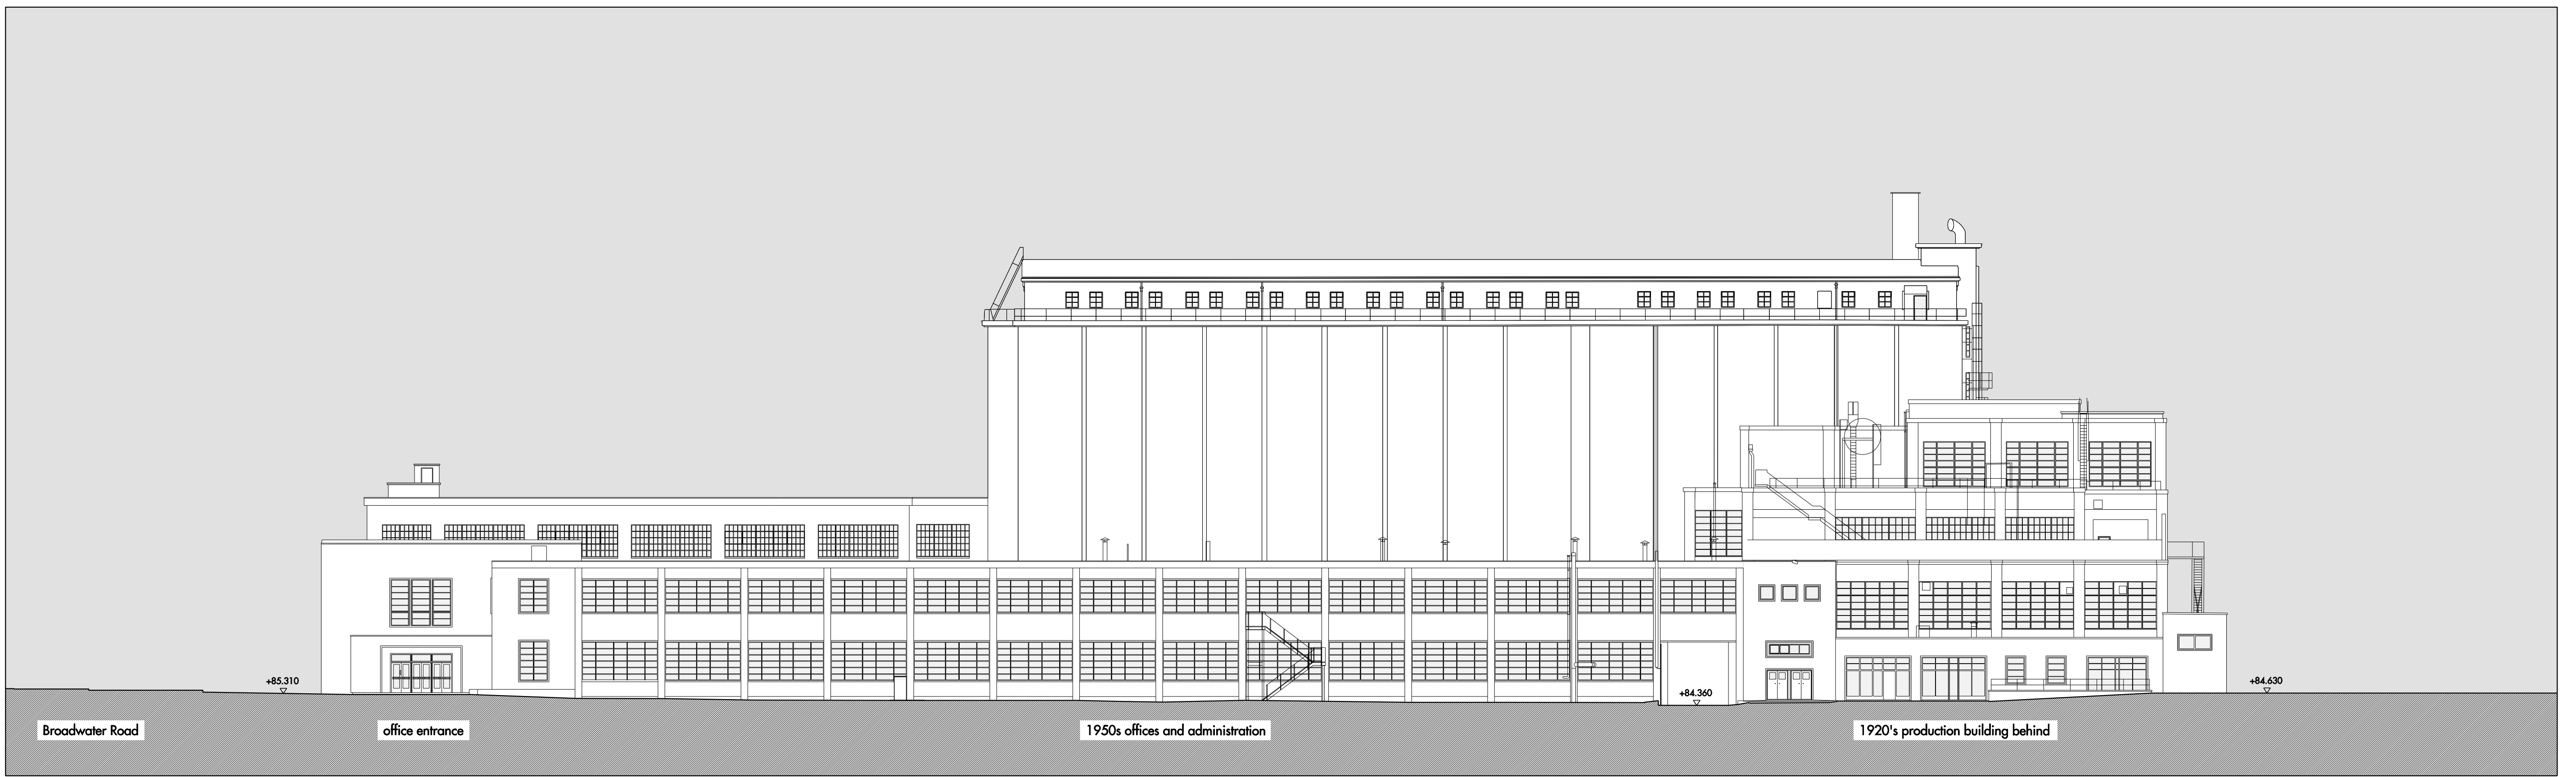 +85.310
+84.360
+84.630
Broadwater Road
office entrance
1950s offices and administration
1920's production building behind